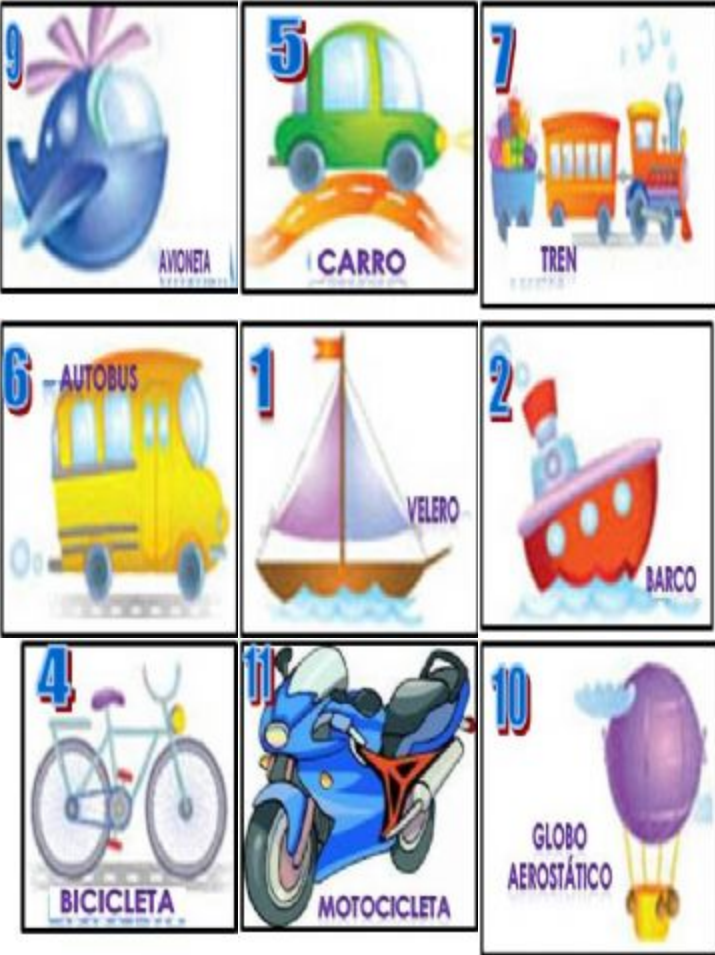 9
AVIONETA
5
CARRO
7
TREN
6
AUTOBUS
1
VELERO
2
BARCO
4
BICICLETA
11
MOTOCICLETA
10
GLOBO
AEROSTÁTICO